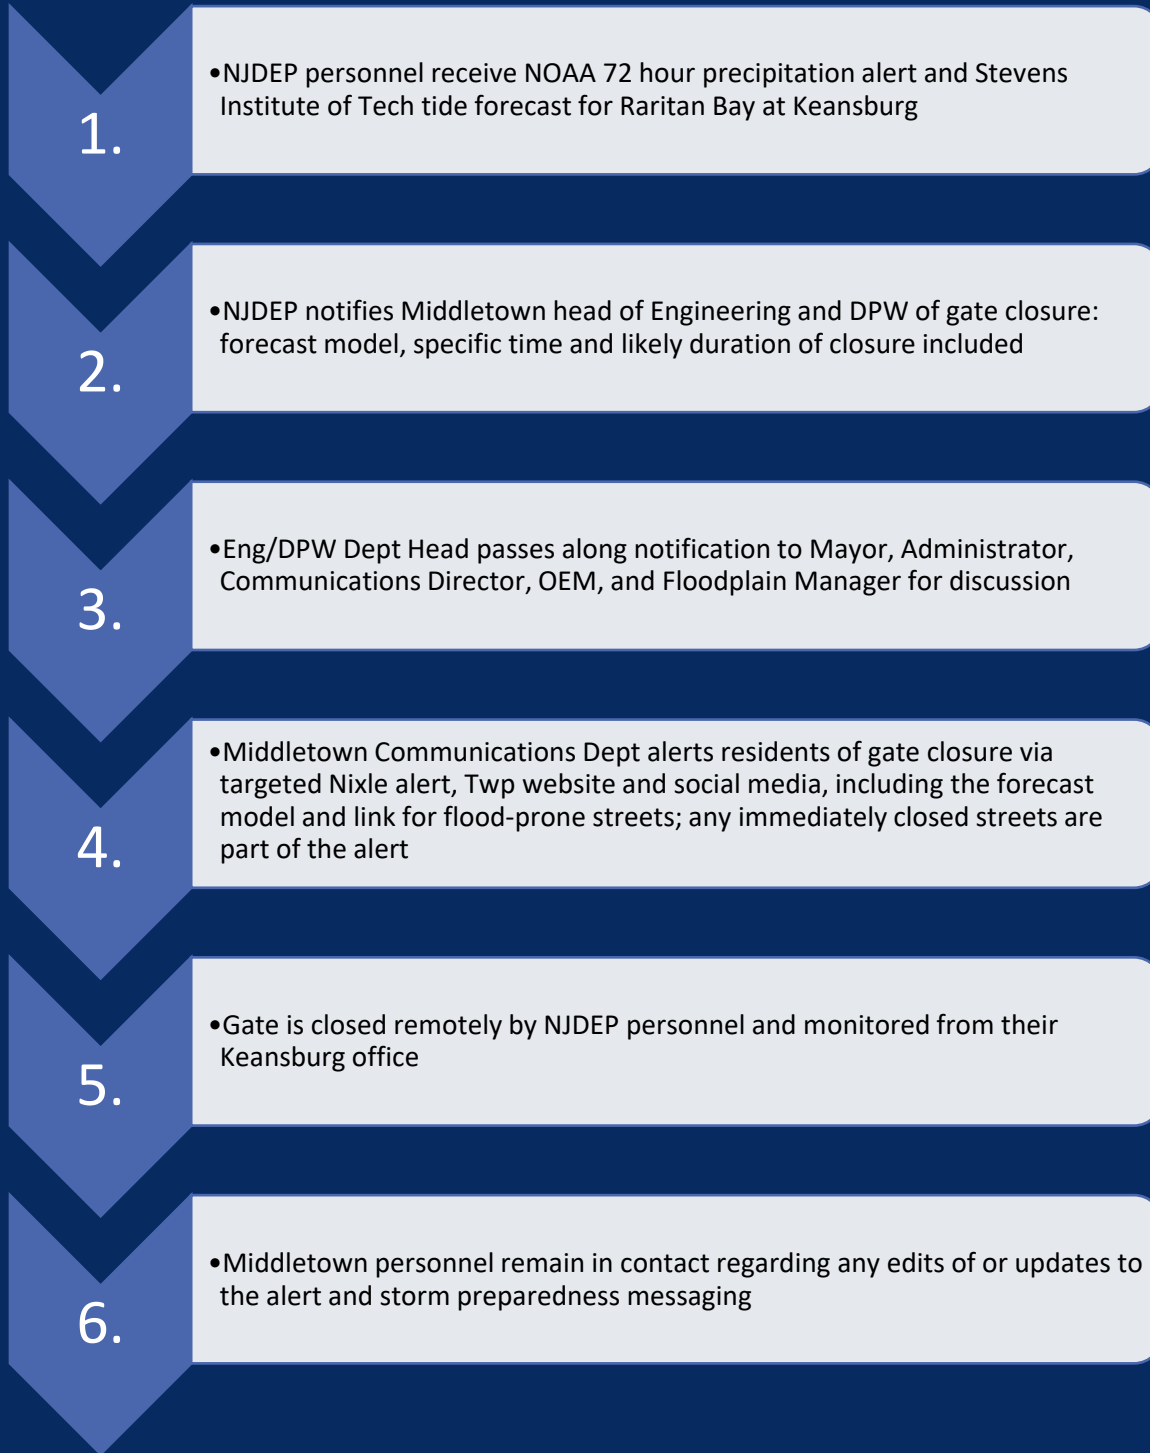 1.
•NJDEP personnel receive NOAA 72 hour precipitation alert and Stevens
Institute of Tech tide forecast for Raritan Bay at Keansburg
2.
•NJDEP notifies Middletown head of Engineering and DPW of gate closure:
forecast model, specific time and likely duration of closure included
3.
•Eng/DPW Dept Head passes along notification to Mayor, Administrator,
Communications Director, OEM, and Floodplain Manager for discussion
4.
•Middletown Communications Dept alerts residents of gate closure via
targeted Nixle alert, Twp website and social media, including the forecast
model and link for flood-prone streets; any immediately closed streets are
part of the alert
5.
•Gate is closed remotely by NJDEP personnel and monitored from their
Keansburg office
6.
•Middletown personnel remain in contact regarding any edits of or updates to
the alert and storm preparedness messaging